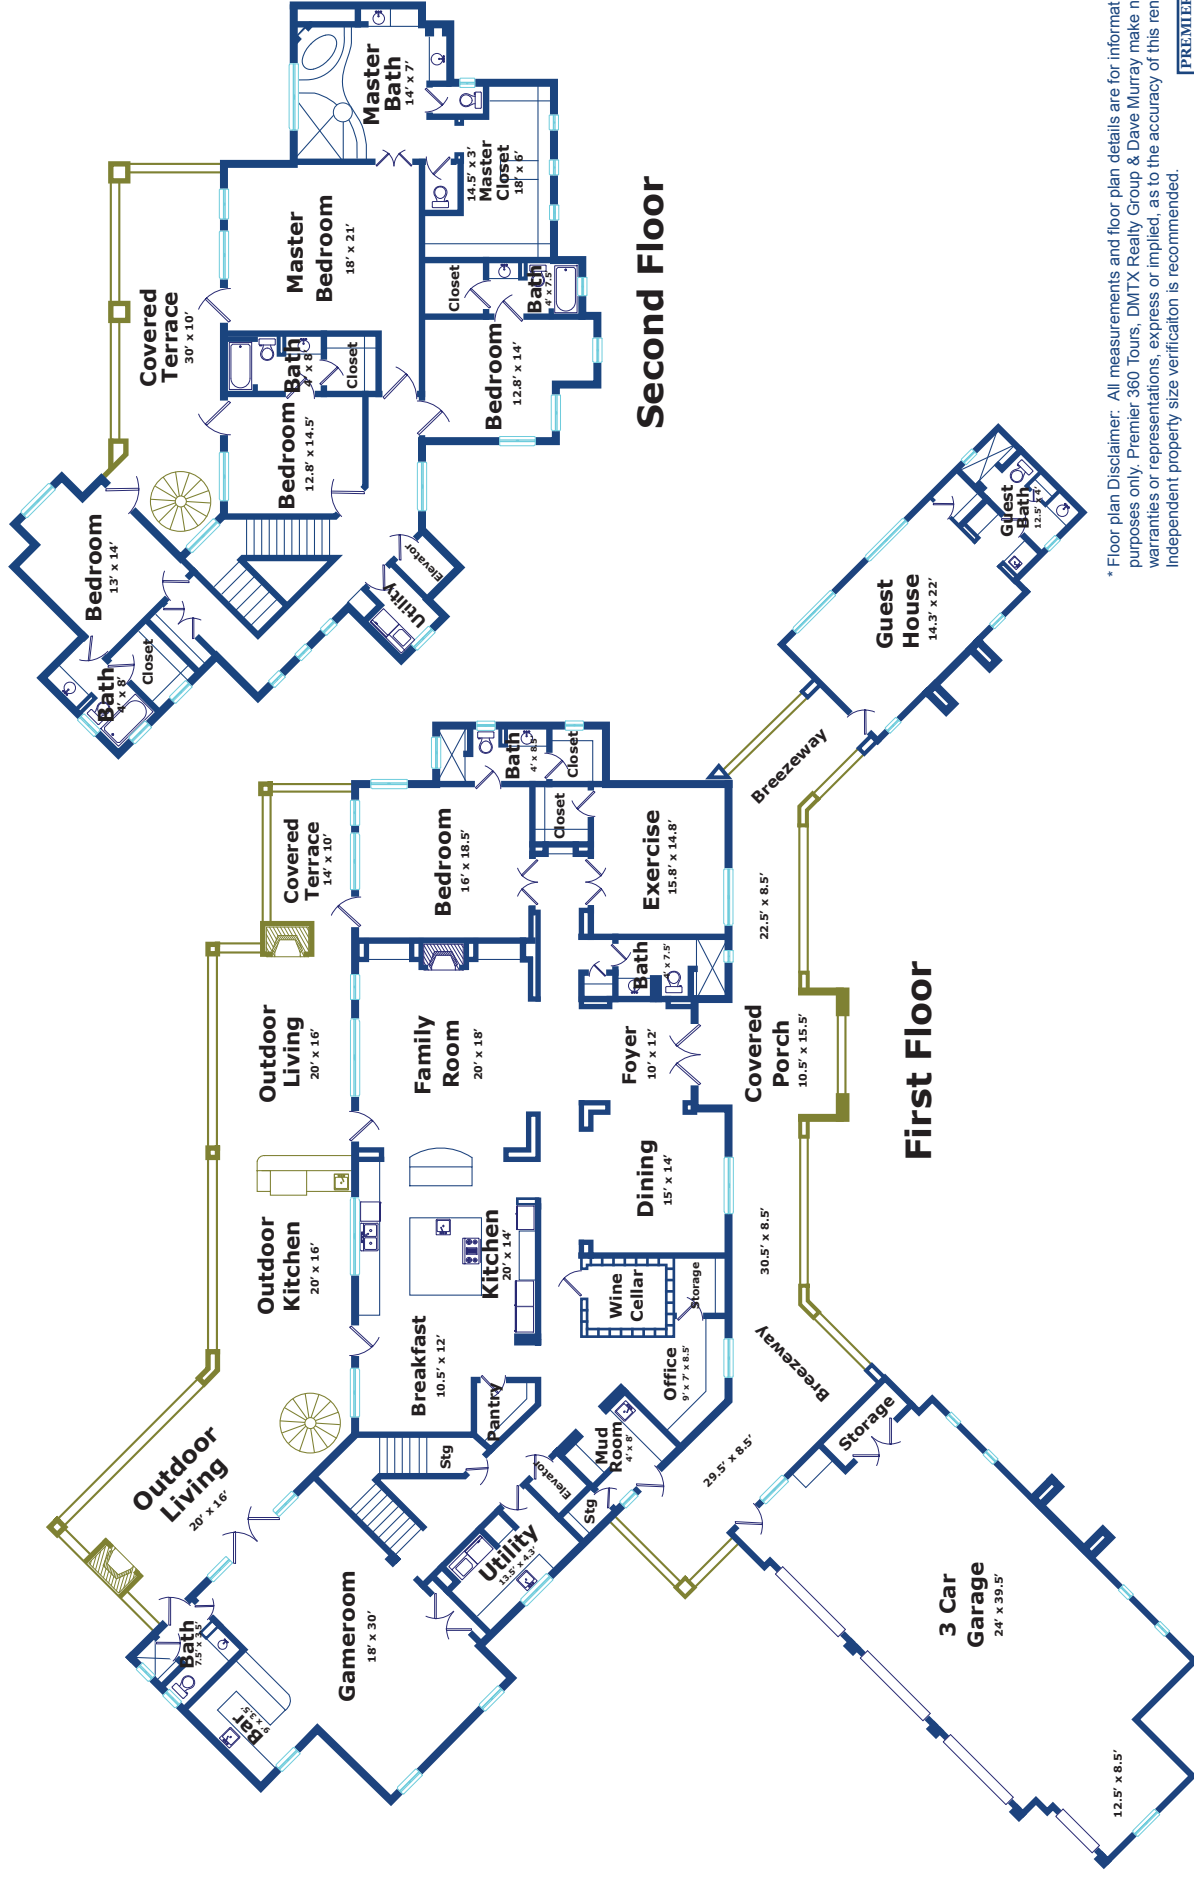 Second Floor
Covered
Terrace
30' x 10'
Bedroom
13' x 14'
Bath
4' x 8'
Closet
Bedroom
12.8' x 14.5'
Bath
4' x 8'
Closet
Master
Bedroom
18' x 21'
Master
Bath
14' x 7'
14.5' x 3'
Master
Closet
18' x 6'
Closet
Bath
4' x 7.5'
Bedroom
12.8' x 14'
Elevator
Utility
First Floor
Outdoor
Living
20' x 16'
Outdoor
Kitchen
20' x 16'
Outdoor
Living
20' x 16'
Covered
Terrace
14' x 10'
Bath
7.5' x 3.5'
Bar
9' x 3.5'
Gameroom
18' x 30'
Utility
13.5' x 4.3'
Stg
Elevator
Stg
Mud
Room
4' x 8'
Pantry
Breakfast
10.5' x 12'
Kitchen
20' x 14'
Family
Room
20' x 18'
Bedroom
16' x 18.5'
Bath
4' x 8.5'
Closet
Closet
Exercise
15.8' x 14.8'
Bath
4' x 7.5'
Foyer
10' x 12'
Dining
15' x 14'
Wine
Cellar
Storage
Office
9' x 7' x 8.5'
Covered
Porch
10.5' x 15.5'
22.5' x 8.5'
30.5' x 8.5'
29.5' x 8.5'
Breezeway
Breezeway
Storage
3 Car
Garage
24' x 39.5'
12.5' x 8.5'
Guest
House
14.3' x 22'
Guest
Bath
12.5' x 4'
* Floor plan Disclaimer: All measurements and floor plan details are for informat
purposes only. Premier 360 Tours, DMTX Realty Group & Dave Murray make n
warranties or representations, express or implied, as to the accuracy of this ren
Independent property size verificaiton is recommended.
PREMIER